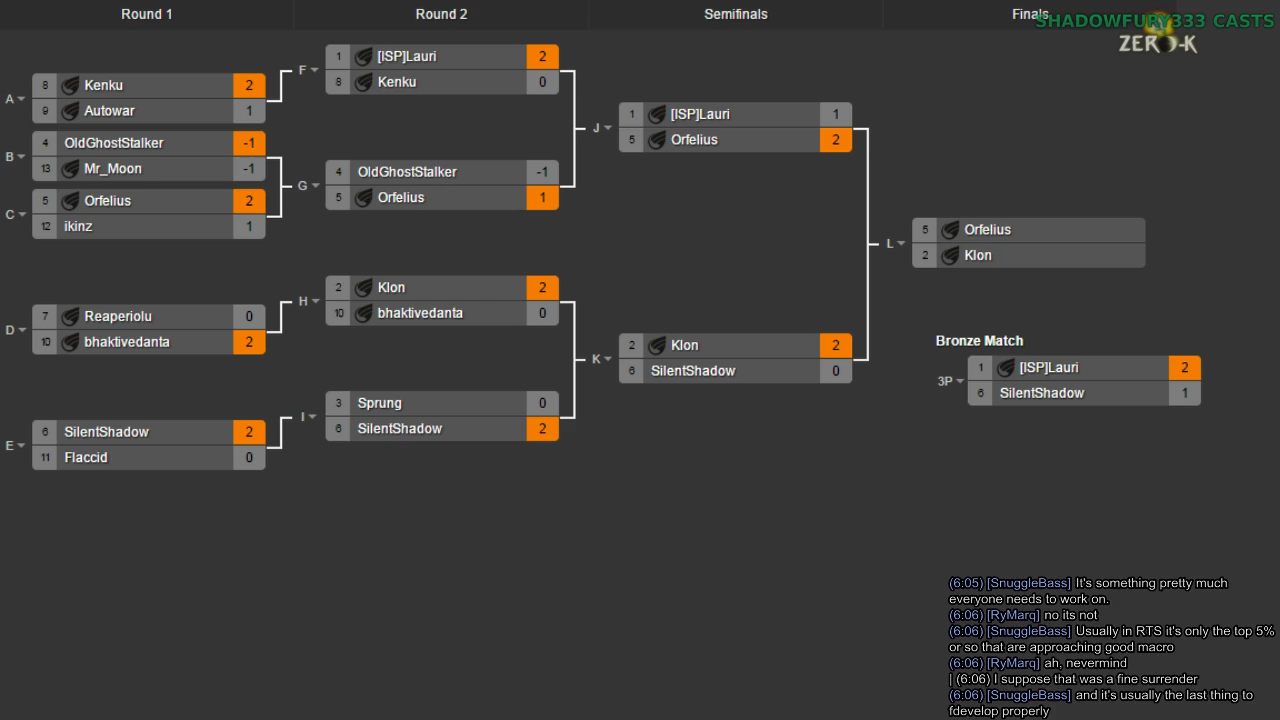 Round 1
Round 2
Semifinals
Finals
SHADOWFURY333 CASTS
ZERO-K
A
8 Kenku 2
9 Autowar 1
B
4 OldGhostStalker -1
13 Mr_Moon -1
C
5 Orfelius 2
12 ikinz 1
D
7 Reaperiolu 0
10 bhaktivedanta 2
E
6 SilentShadow 2
11 Flaccid 0
F
1 [ISP]Lauri 2
8 Kenku 0
G
4 OldGhostStalker -1
5 Orfelius 1
H
2 Klon 2
10 bhaktivedanta 0
I
3 Sprung 0
6 SilentShadow 2
J
1 [ISP]Lauri 1
5 Orfelius 2
K
2 Klon 2
6 SilentShadow 0
L
5 Orfelius
2 Klon
Bronze Match
3P
1 [ISP]Lauri 2
6 SilentShadow 1
(6:05) [SnuggleBass] It's something pretty much
everyone needs to work on.
(6:06) [RyMarq] no its not
(6:06) [SnuggleBass] Usually in RTS it's only the top 5%
or so that are approaching good macro
(6:06) [RyMarq] ah, nevermind
| (6:06) I suppose that was a fine surrender
(6:06) [SnuggleBass] and it's usually the last thing to
fdevelop properly